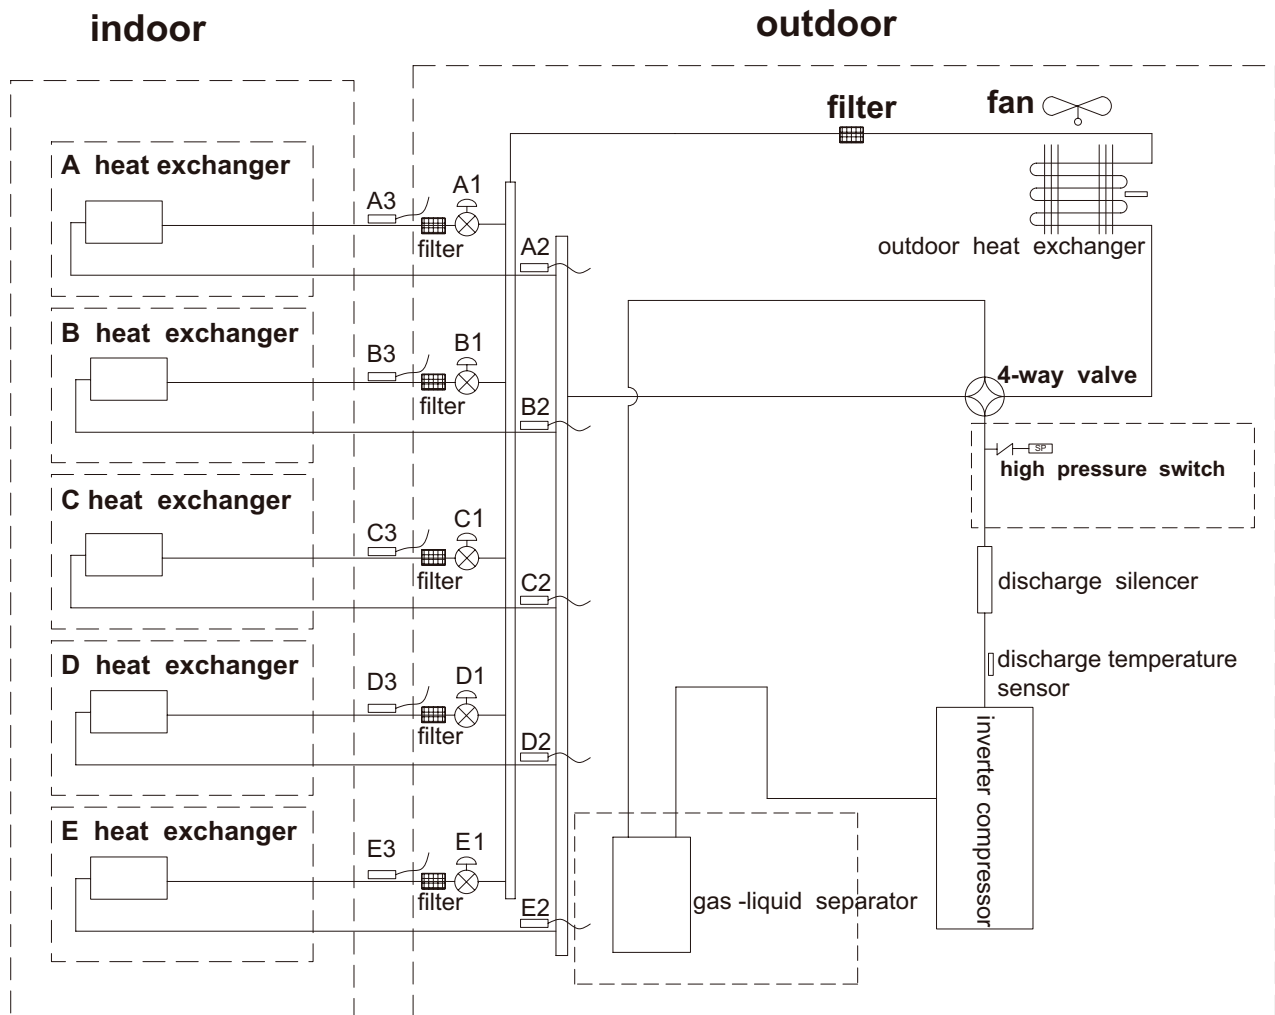 indoor
outdoor
filter
fan
A heat exchanger
A3
A1
filter
A2
outdoor heat exchanger
B heat exchanger
B3
B1
filter
B2
4-way valve
SP
high pressure switch
C heat exchanger
C3
C1
filter
C2
discharge silencer
D heat exchanger
D3
D1
filter
D2
discharge temperature
sensor
inverter compressor
E heat exchanger
E3
E1
filter
E2
gas -liquid separator